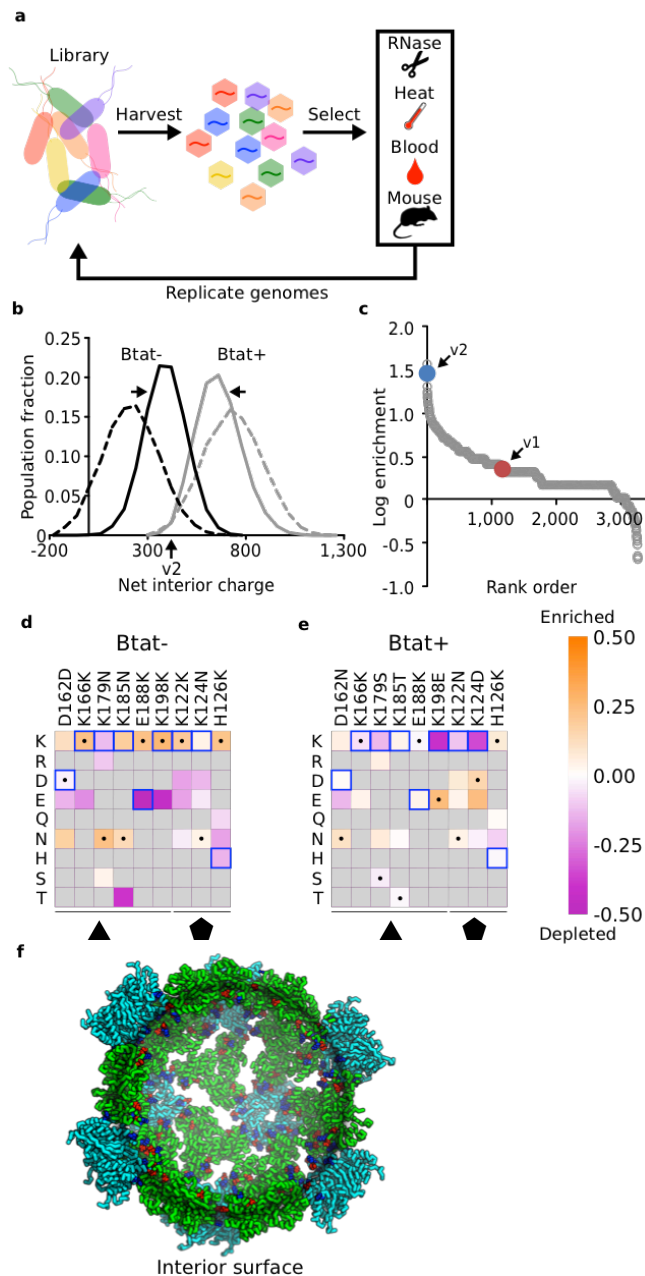 a
Library
Harvest
Select
RNase
Heat
Blood
Mouse
Replicate genomes
b
Population fraction
0.25
0.20
0.15
0.10
0.05
0
Btat-
Btat+
-200
300
800
1,300
v2
Net interior charge
c
Log enrichment
2.0
1.5
1.0
0.5
0
-0.5
-1.0
v2
v1
1,000
2,000
3,000
Rank order
d
Btat-
D162D
K166K
K179N
K185N
E188K
K198K
K122K
K124N
H126K
K
R
D
E
Q
N
H
S
T
e
Btat+
D162N
K166K
K179S
K185T
E188K
K198E
K122N
K124D
H126K
K
R
D
E
Q
N
H
S
T
Enriched
0.50
0.25
0.00
-0.25
-0.50
Depleted
f
Interior surface